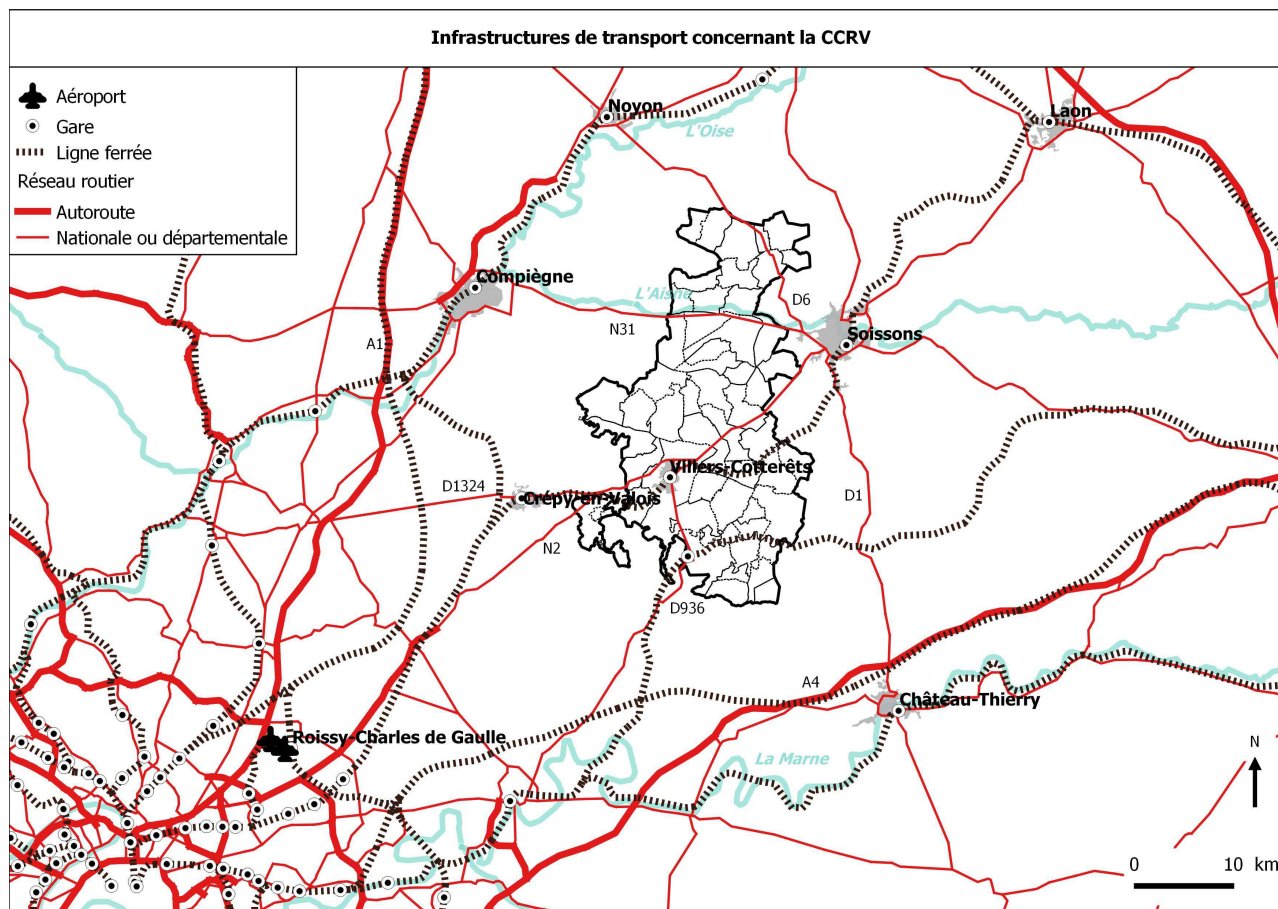 Infrastructures de transport concernant la CCRV
Aéroport
Gare
Ligne ferrée
Réseau routier
Autoroute
Nationale ou départementale
Noyon
Laon
L'Oise
Compiègne
L'Aisne
D6
N31
A1
Soissons
Villers-Cotterêts
D1324
Crépy-en-Valois
D1
N2
D936
A4
Château-Thierry
Roissy-Charles de Gaulle
La Marne
N
0 10 km